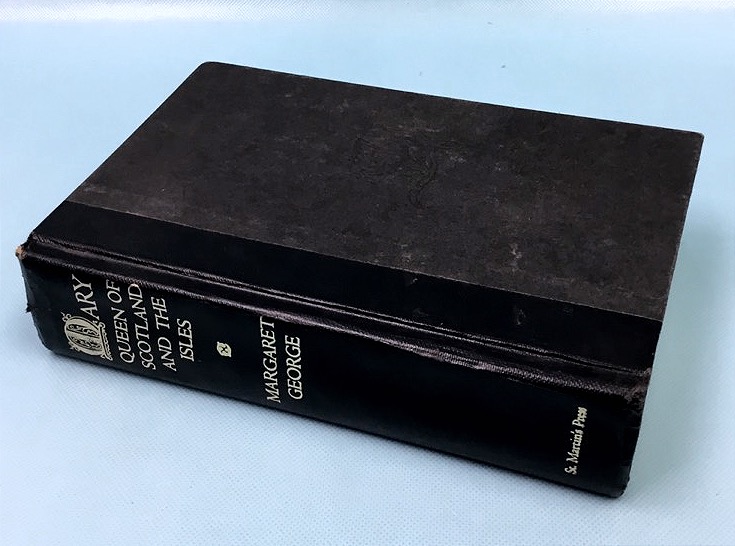 MARY
QUEEN OF
SCOTLAND
AND THE
ISLES
MARGARET
GEORGE
St. Martin's Press